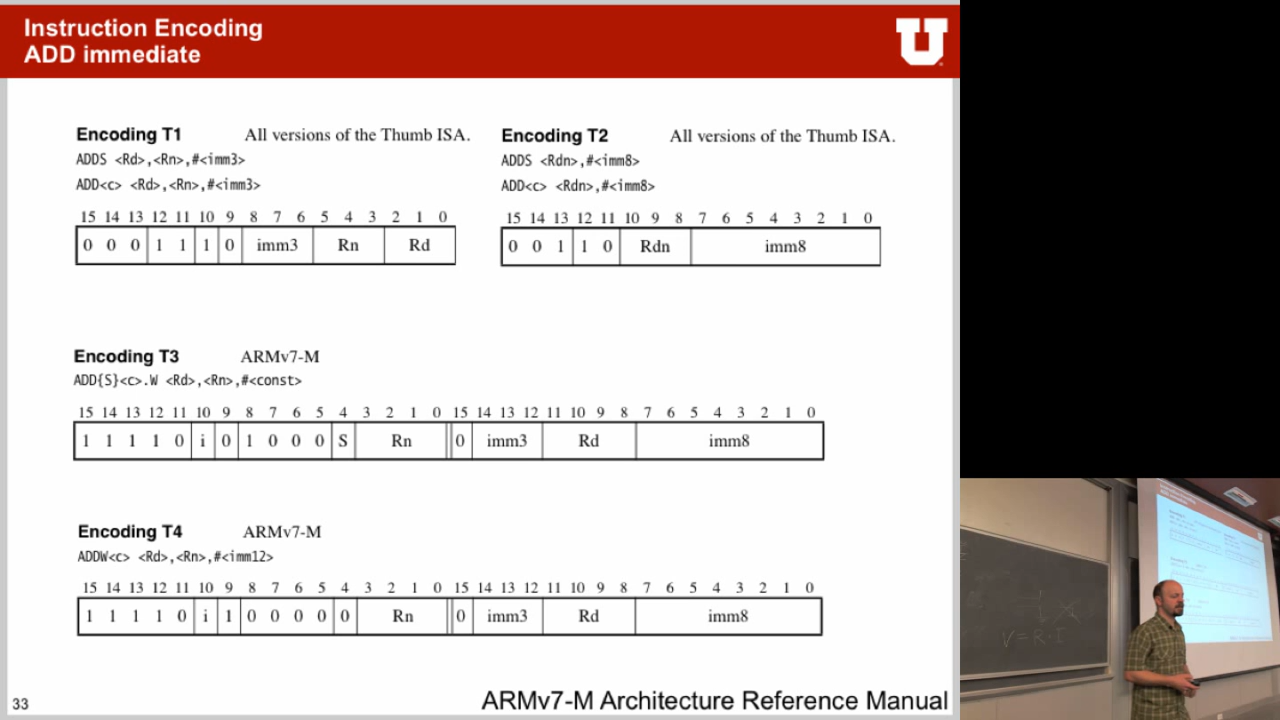 Instruction Encoding
ADD immediate
U
Encoding T1 All versions of the Thumb ISA.
ADDS <Rd>,<Rn>,#<imm3>
ADD<c> <Rd>,<Rn>,#<imm3>
15 14 13 12 11 10 9 8 7 6 5 4 3 2 1 0
0 0 0 1 1 1 0 imm3 Rn Rd
Encoding T2 All versions of the Thumb ISA.
ADDS <Rdn>,#<imm8>
ADD<c> <Rdn>,#<imm8>
15 14 13 12 11 10 9 8 7 6 5 4 3 2 1 0
0 0 1 1 0 Rdn imm8
Encoding T3 ARMv7-M
ADD{S}<c>.W <Rd>,<Rn>,#<const>
15 14 13 12 11 10 9 8 7 6 5 4 3 2 1 0 15 14 13 12 11 10 9 8 7 6 5 4 3 2 1 0
1 1 1 1 0 i 0 1 0 0 0 S Rn 0 imm3 Rd imm8
Encoding T4 ARMv7-M
ADDW<c> <Rd>,<Rn>,#<imm12>
15 14 13 12 11 10 9 8 7 6 5 4 3 2 1 0 15 14 13 12 11 10 9 8 7 6 5 4 3 2 1 0
1 1 1 1 0 i 1 0 0 0 0 0 Rn 0 imm3 Rd imm8
33
ARMv7-M Architecture Reference Manual
V=R·I